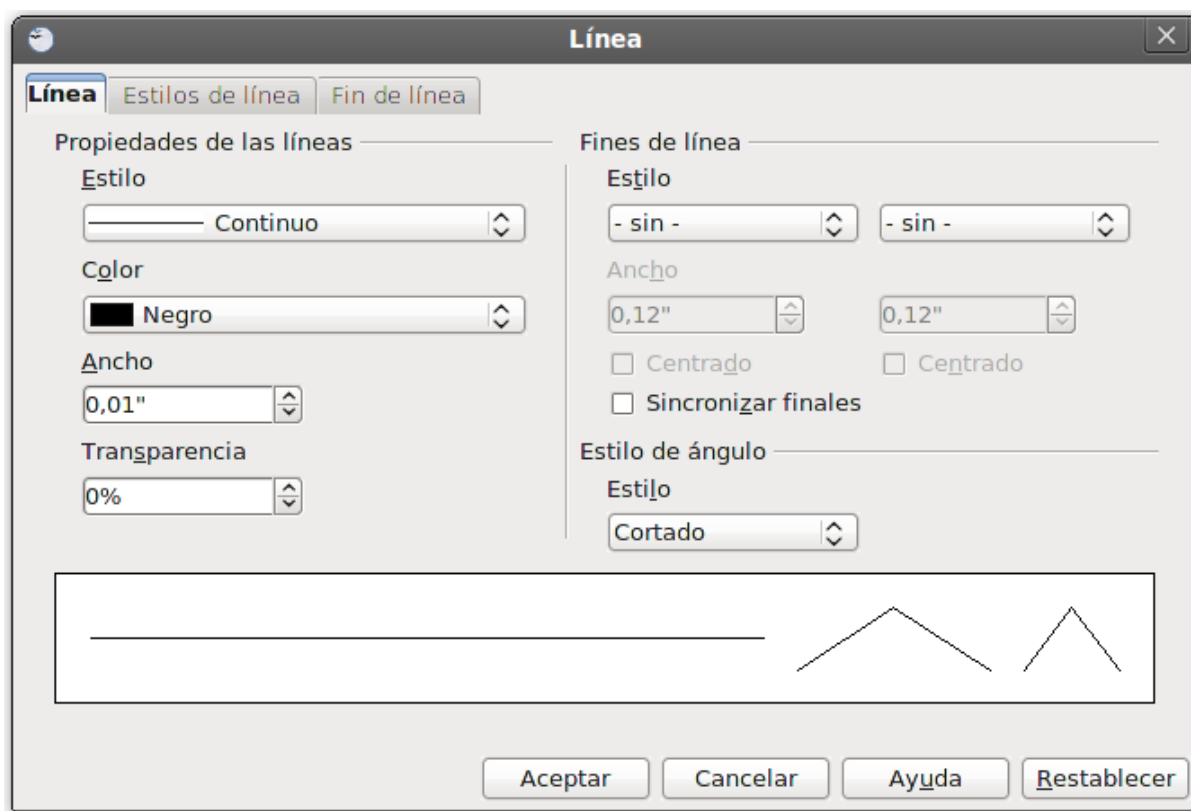 Línea
Línea Estilos de línea Fin de línea
Propiedades de las líneas
Estilo
Continuo
Color
Negro
Ancho
0,01"
Transparencia
0%
Fines de línea
Estilo
- sin - - sin -
Ancho
0,12" 0,12"
Centrado Centrado
Sincronizar finales
Estilo de ángulo
Estilo
Cortado
Aceptar Cancelar Ayuda Restablecer